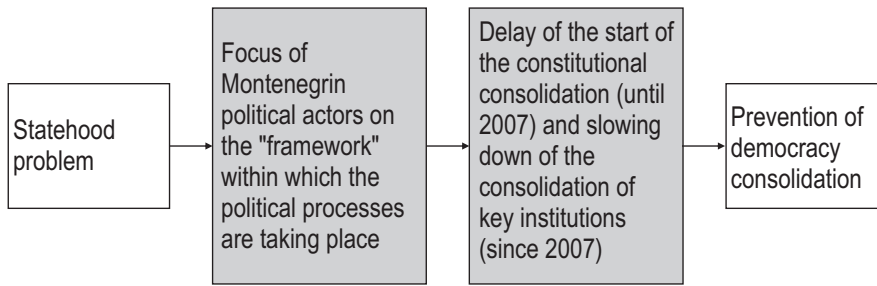 Statehood
problem
Focus of
Montenegrin
political actors on
the "framework"
within which the
political processes
are taking place
Delay of the start of
the constitutional
consolidation (until
2007) and slowing
down of the
consolidation of
key institutions
(since 2007)
Prevention of
democracy
consolidation